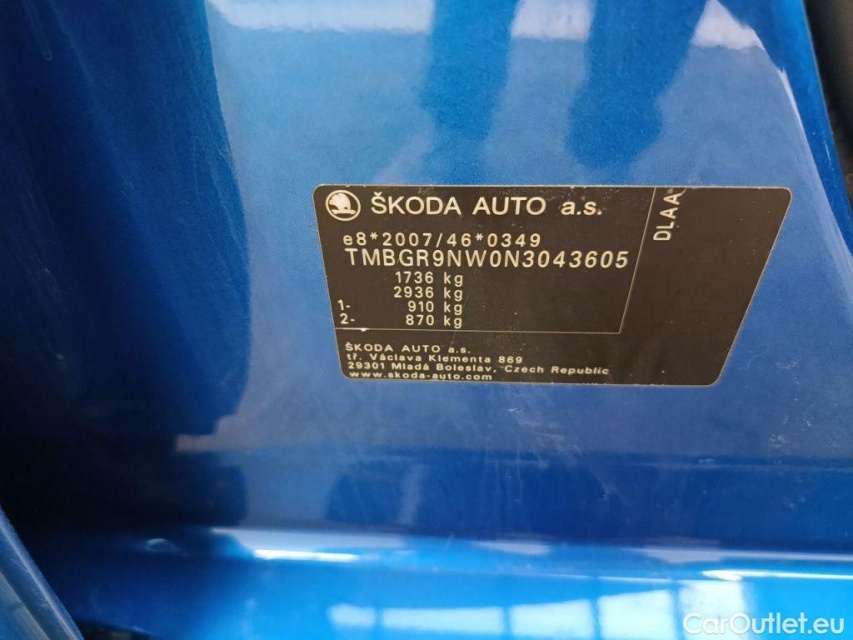 ŠKODA AUTO a.s.
e8*2007/46*0349
TMBGR9NW0N3043605
1736 kg
2936 kg
1- 910 kg
2- 870 kg
DLAA
ŠKODA AUTO a.s.
tř. Václava Klementa 869
29301 Mladá Boleslav, Czech Republic
www.skoda-auto.com
CarOutlet.eu